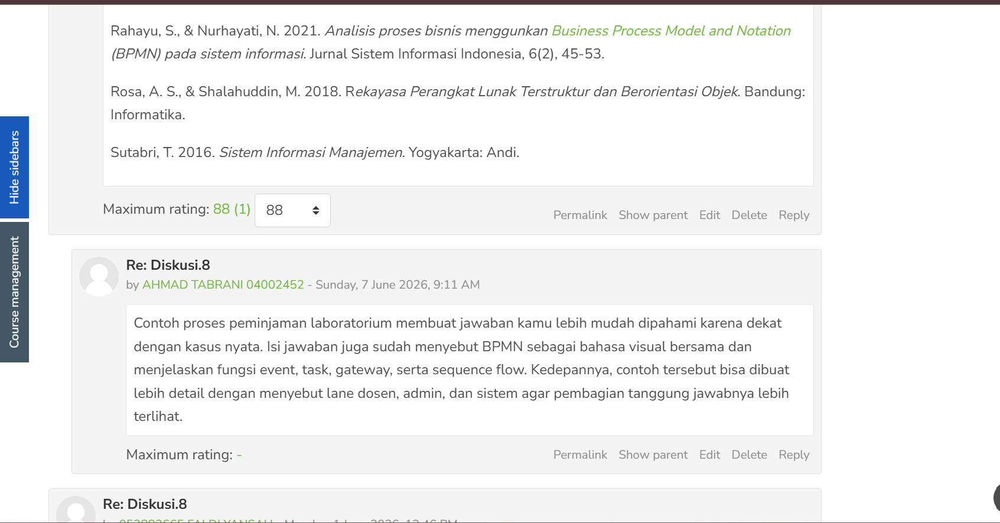 Rahayu, S., & Nurhayati, N. 2021. Analisis proses bisnis menggunkan Business Process Model and Notation
(BPMN) pada sistem informasi. Jurnal Sistem Informasi Indonesia, 6(2), 45-53.
Rosa, A. S., & Shalahuddin, M. 2018. Rekayasa Perangkat Lunak Terstruktur dan Berorientasi Objek. Bandung:
Informatika.
Sutabri, T. 2016. Sistem Informasi Manajemen. Yogyakarta: Andi.
Hide sidebars
Course management
Maximum rating: 88 (1) 88
Permalink Show parent Edit Delete Reply
Re: Diskusi.8
by AHMAD TABRANI 04002452 - Sunday, 7 June 2026, 9:11 AM
Contoh proses peminjaman laboratorium membuat jawaban kamu lebih mudah dipahami karena dekat
dengan kasus nyata. Isi jawaban juga sudah menyebut BPMN sebagai bahasa visual bersama dan
menjelaskan fungsi event, task, gateway, serta sequence flow. Kedepannya, contoh tersebut bisa dibuat
lebih detail dengan menyebut lane dosen, admin, dan sistem agar pembagian tanggung jawabnya lebih
terlihat.
Maximum rating: -
Permalink Show parent Edit Delete Reply
Re: Diskusi.8